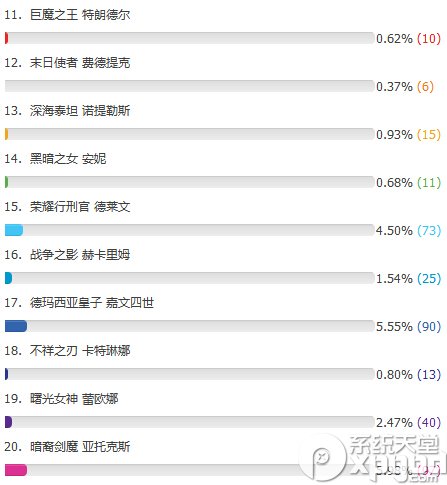 11. 巨魔之王 特朗德尔
0.62% (10)
12. 末日使者 费德提克
0.37% (6)
13. 深海泰坦 诺提勒斯
0.93% (15)
14. 黑暗之女 安妮
0.68% (11)
15. 荣耀行刑官 德莱文
4.50% (73)
16. 战争之影 赫卡里姆
1.54% (25)
17. 德玛西亚皇子 嘉文四世
5.55% (90)
18. 不祥之刃 卡特琳娜
0.80% (13)
19. 曙光女神 蕾欧娜
2.47% (40)
20. 暗裔剑魔 亚托克斯
系统天堂